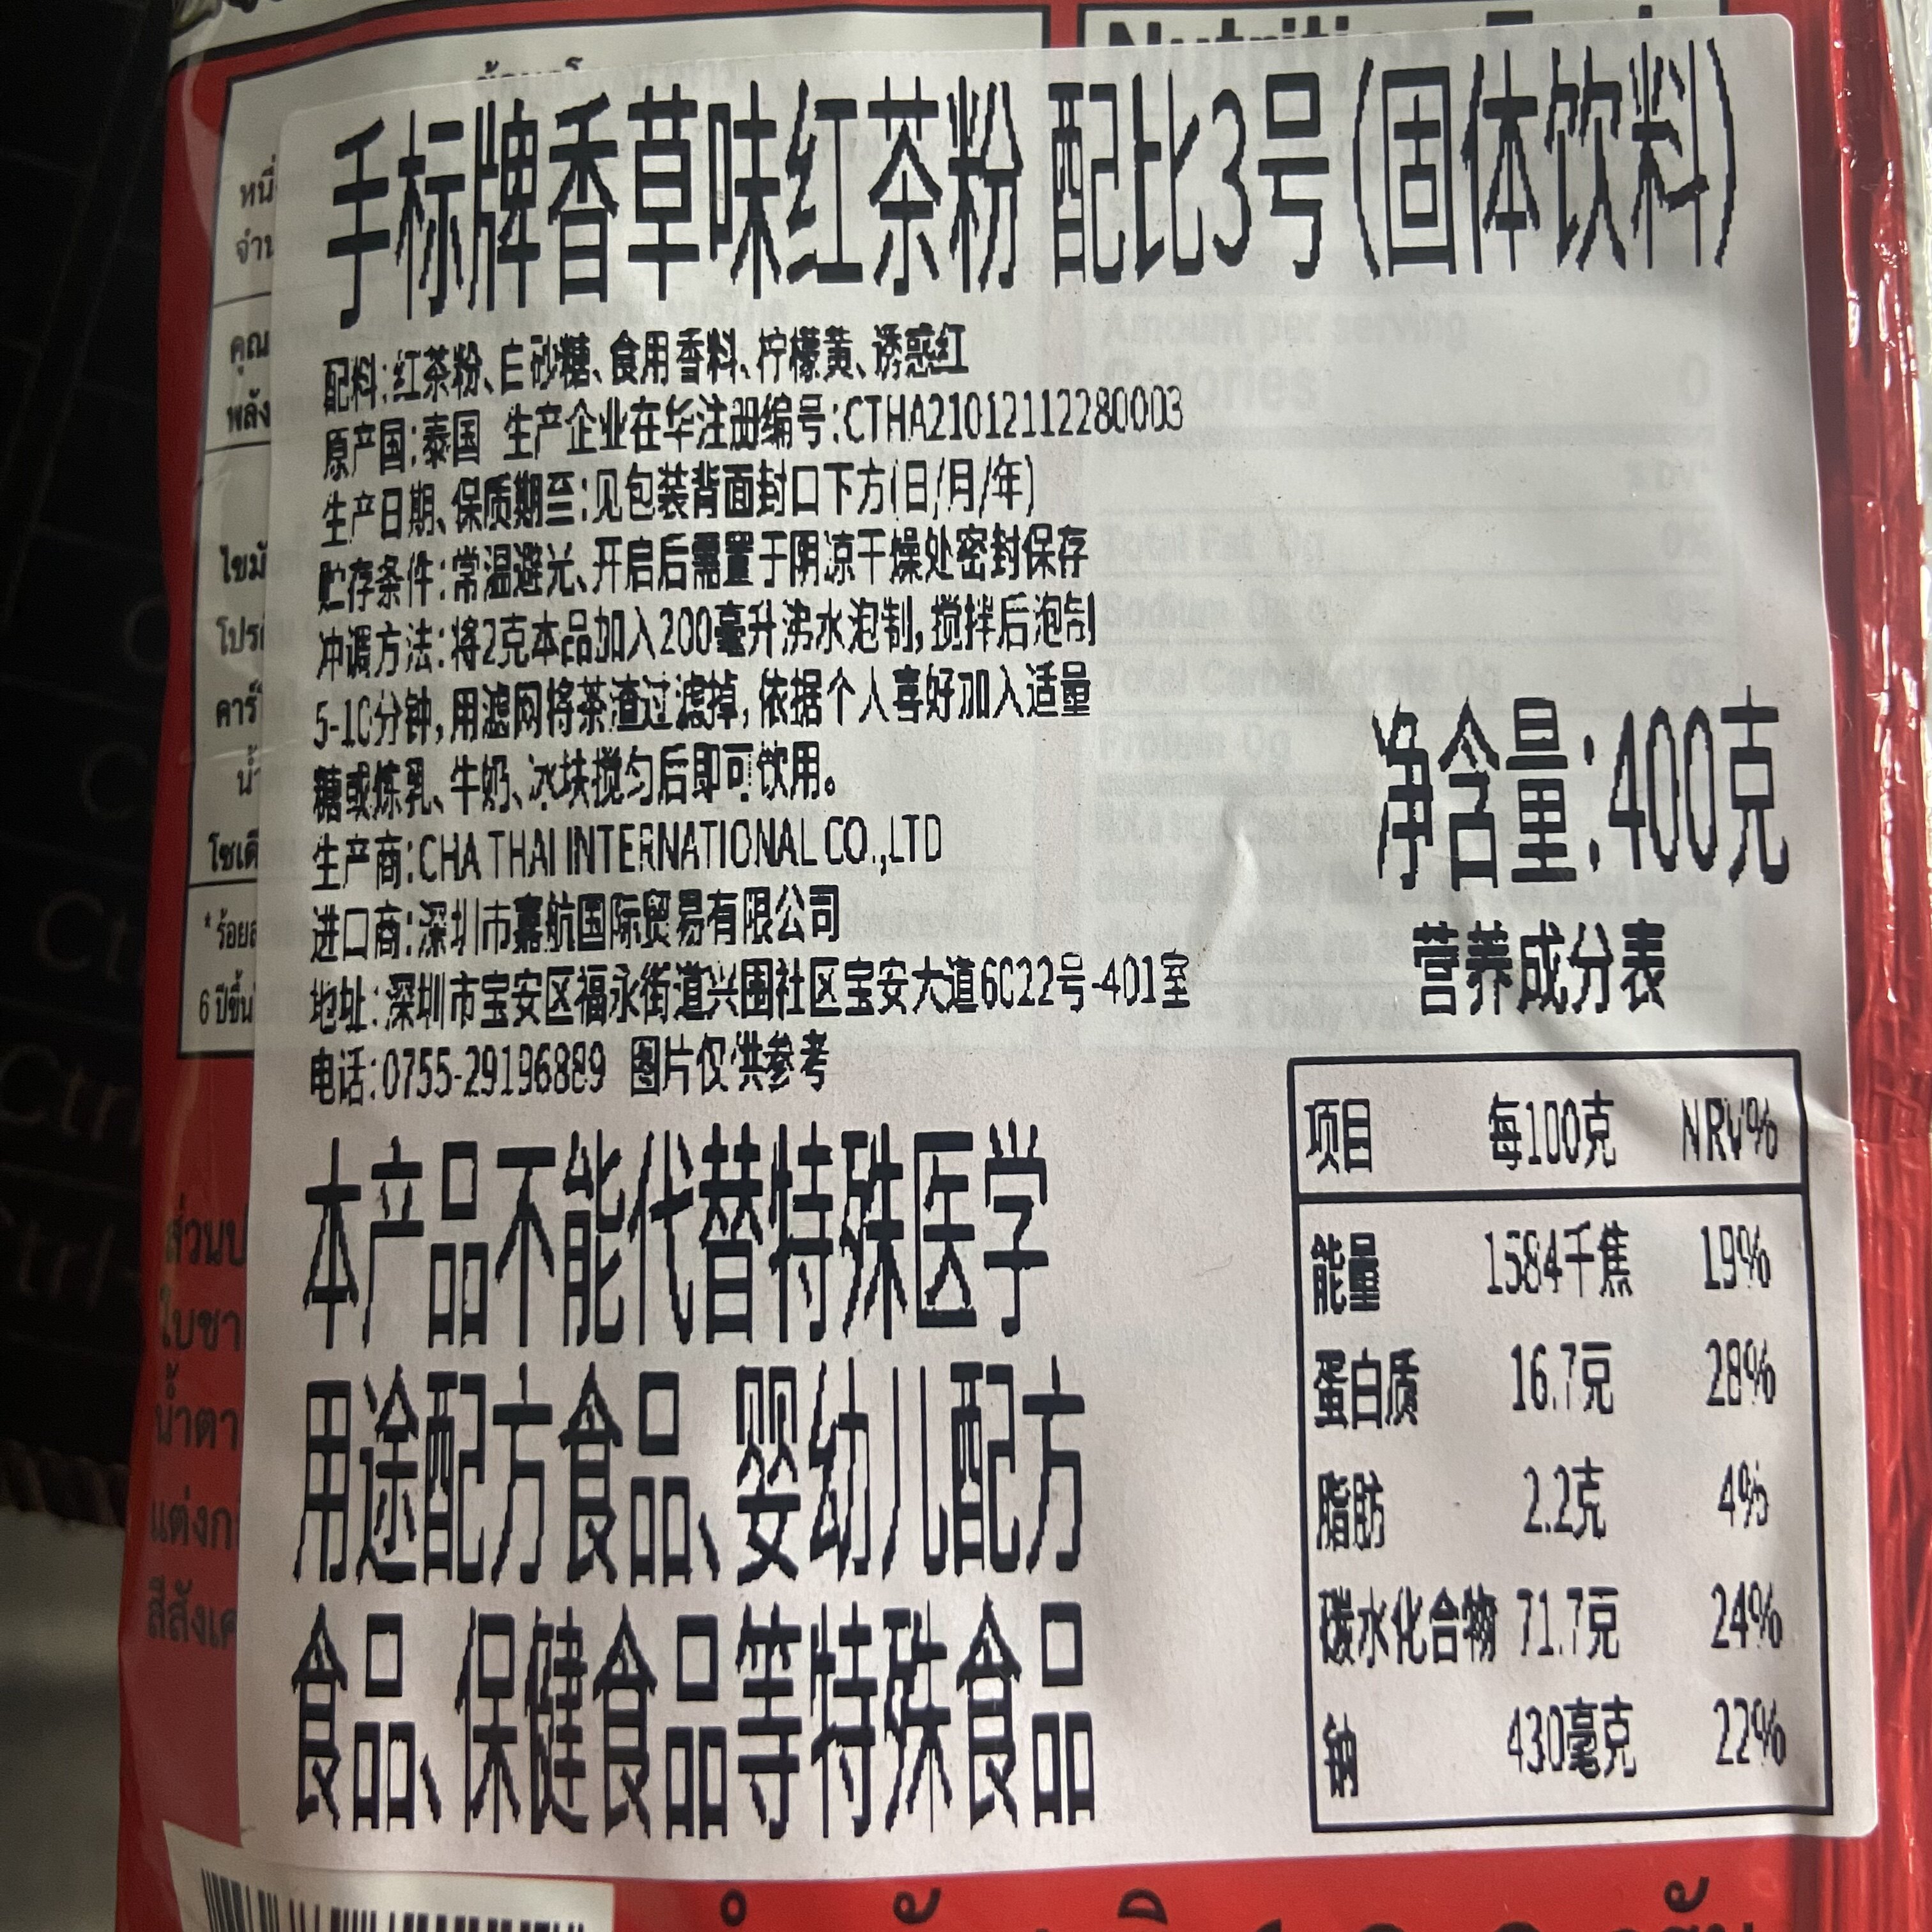 手标牌香草味红茶粉 配比3号(固体饮料)
配料:红茶粉、白砂糖、食用香料、柠檬黄、诱惑红
原产国:泰国 生产企业在华注册编号:CTHA21012112280003
生产日期、保质期至:见包装背面封口下方(日/月/年)
贮存条件:常温避光、开启后需置于阴凉干燥处密封保存
冲调方法:将2克本品加入200毫升沸水泡制,搅拌后泡制
5-10分钟,用滤网将茶渣过滤掉,依据个人喜好加入适量
糖或炼乳、牛奶、冰块搅匀后即可饮用。
生产商:CHA THAI INTERNATIONAL CO.,LTD
进口商:深圳市嘉航国际贸易有限公司
地址:深圳市宝安区福永街道兴围社区宝安大道6022号-401室
电话:0755-29196889 图片仅供参考
本产品不能代替特殊医学
用途配方食品、婴幼儿配方
食品、保健食品等特殊食品
净含量:400克
营养成分表
项目 每100克 NRV%
能量 1584千焦 19%
蛋白质 16.7克 28%
脂肪 2.2克 4%
碳水化合物 71.7克 24%
钠 430毫克 22%
Amount per serving
Calories 0
Total Fat 0g
Total Carbohydrate 0g
Protein 0g